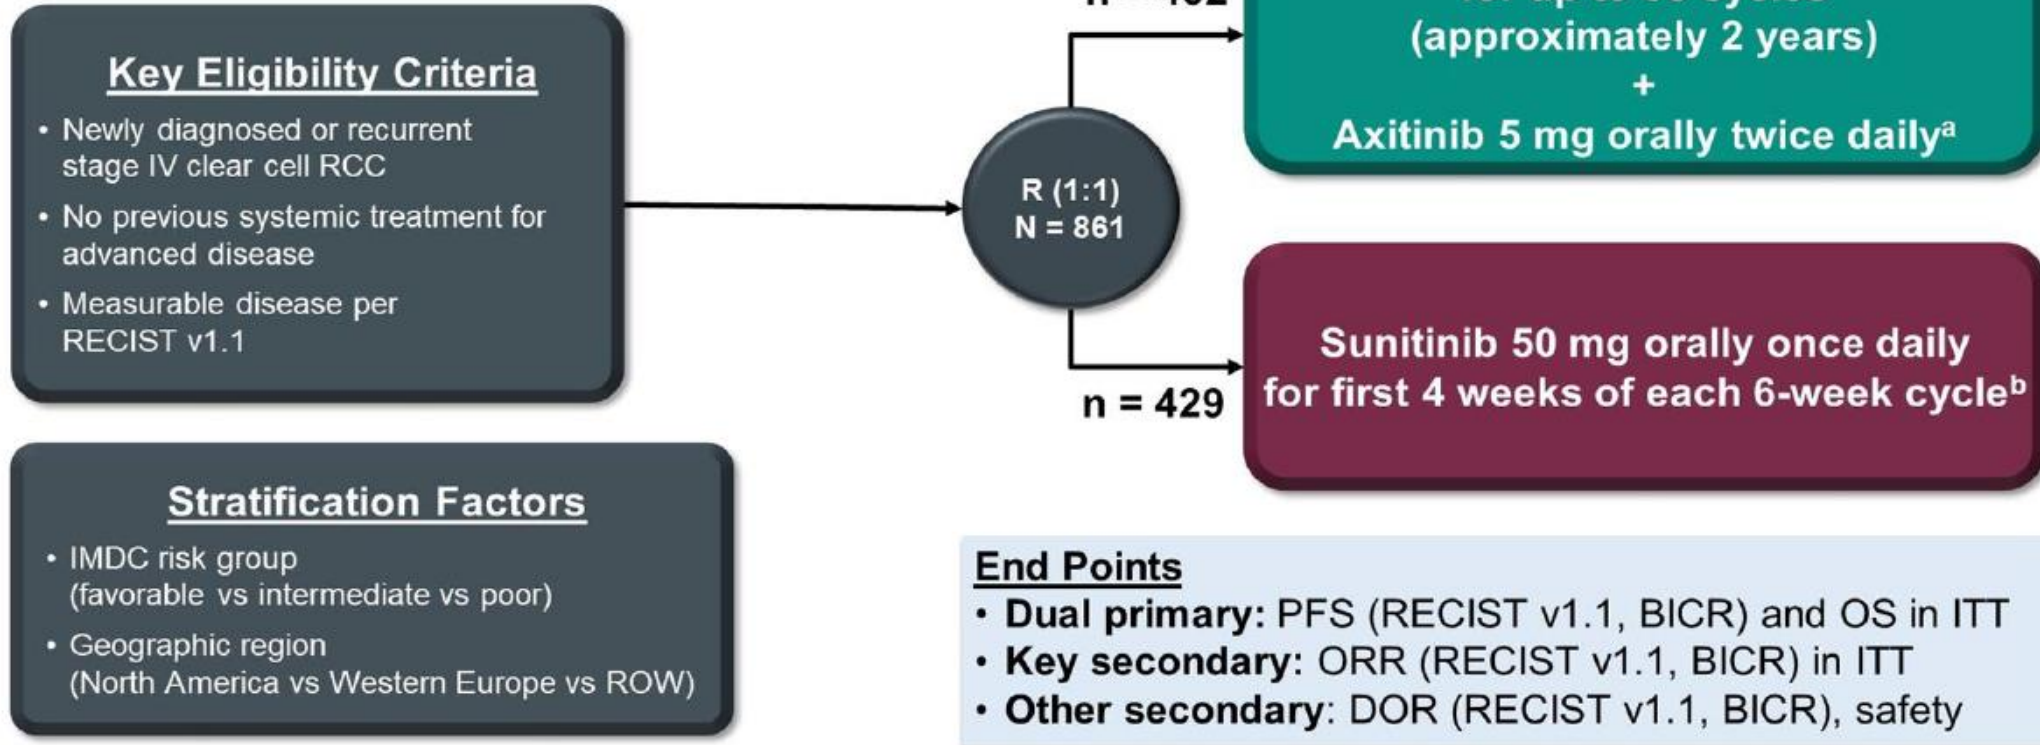 Key Eligibility Criteria
• Newly diagnosed or recurrent
stage IV clear cell RCC
• No previous systemic treatment for
advanced disease
• Measurable disease per
RECIST v1.1
Stratification Factors
• IMDC risk group
(favorable vs intermediate vs poor)
• Geographic region
(North America vs Western Europe vs ROW)
R (1:1)
N = 861
(approximately 2 years)
+
Axitinib 5 mg orally twice dailyᵃ
n = 429
Sunitinib 50 mg orally once daily
for first 4 weeks of each 6-week cycleᵇ
End Points
• Dual primary: PFS (RECIST v1.1, BICR) and OS in ITT
• Key secondary: ORR (RECIST v1.1, BICR) in ITT
• Other secondary: DOR (RECIST v1.1, BICR), safety